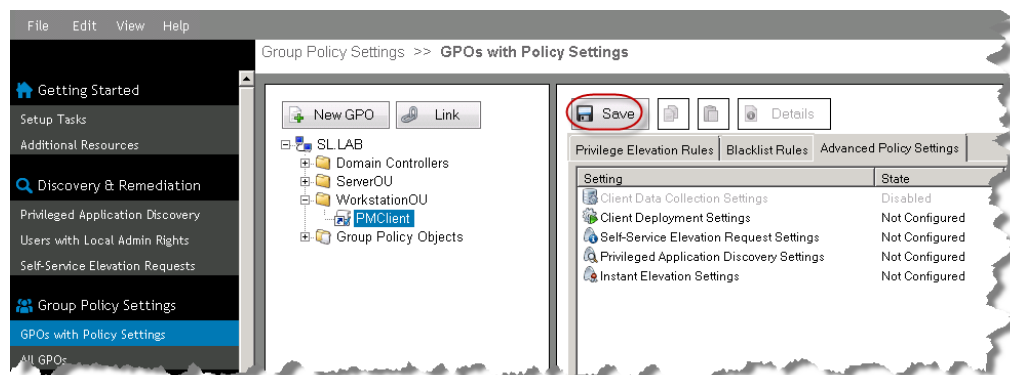 File Edit View Help
Group Policy Settings >> GPOs with Policy Settings
Getting Started
Setup Tasks
Additional Resources
Discovery & Remediation
Privileged Application Discovery
Users with Local Admin Rights
Self-Service Elevation Requests
Group Policy Settings
GPOs with Policy Settings
All GPOs
New GPO Link
SL.LAB
Domain Controllers
ServerOU
WorkstationOU
PMClient
Group Policy Objects
Save Details
Privilege Elevation Rules Blacklist Rules Advanced Policy Settings
Setting State
Client Data Collection Settings Disabled
Client Deployment Settings Not Configured
Self-Service Elevation Request Settings Not Configured
Privileged Application Discovery Settings Not Configured
Instant Elevation Settings Not Configured